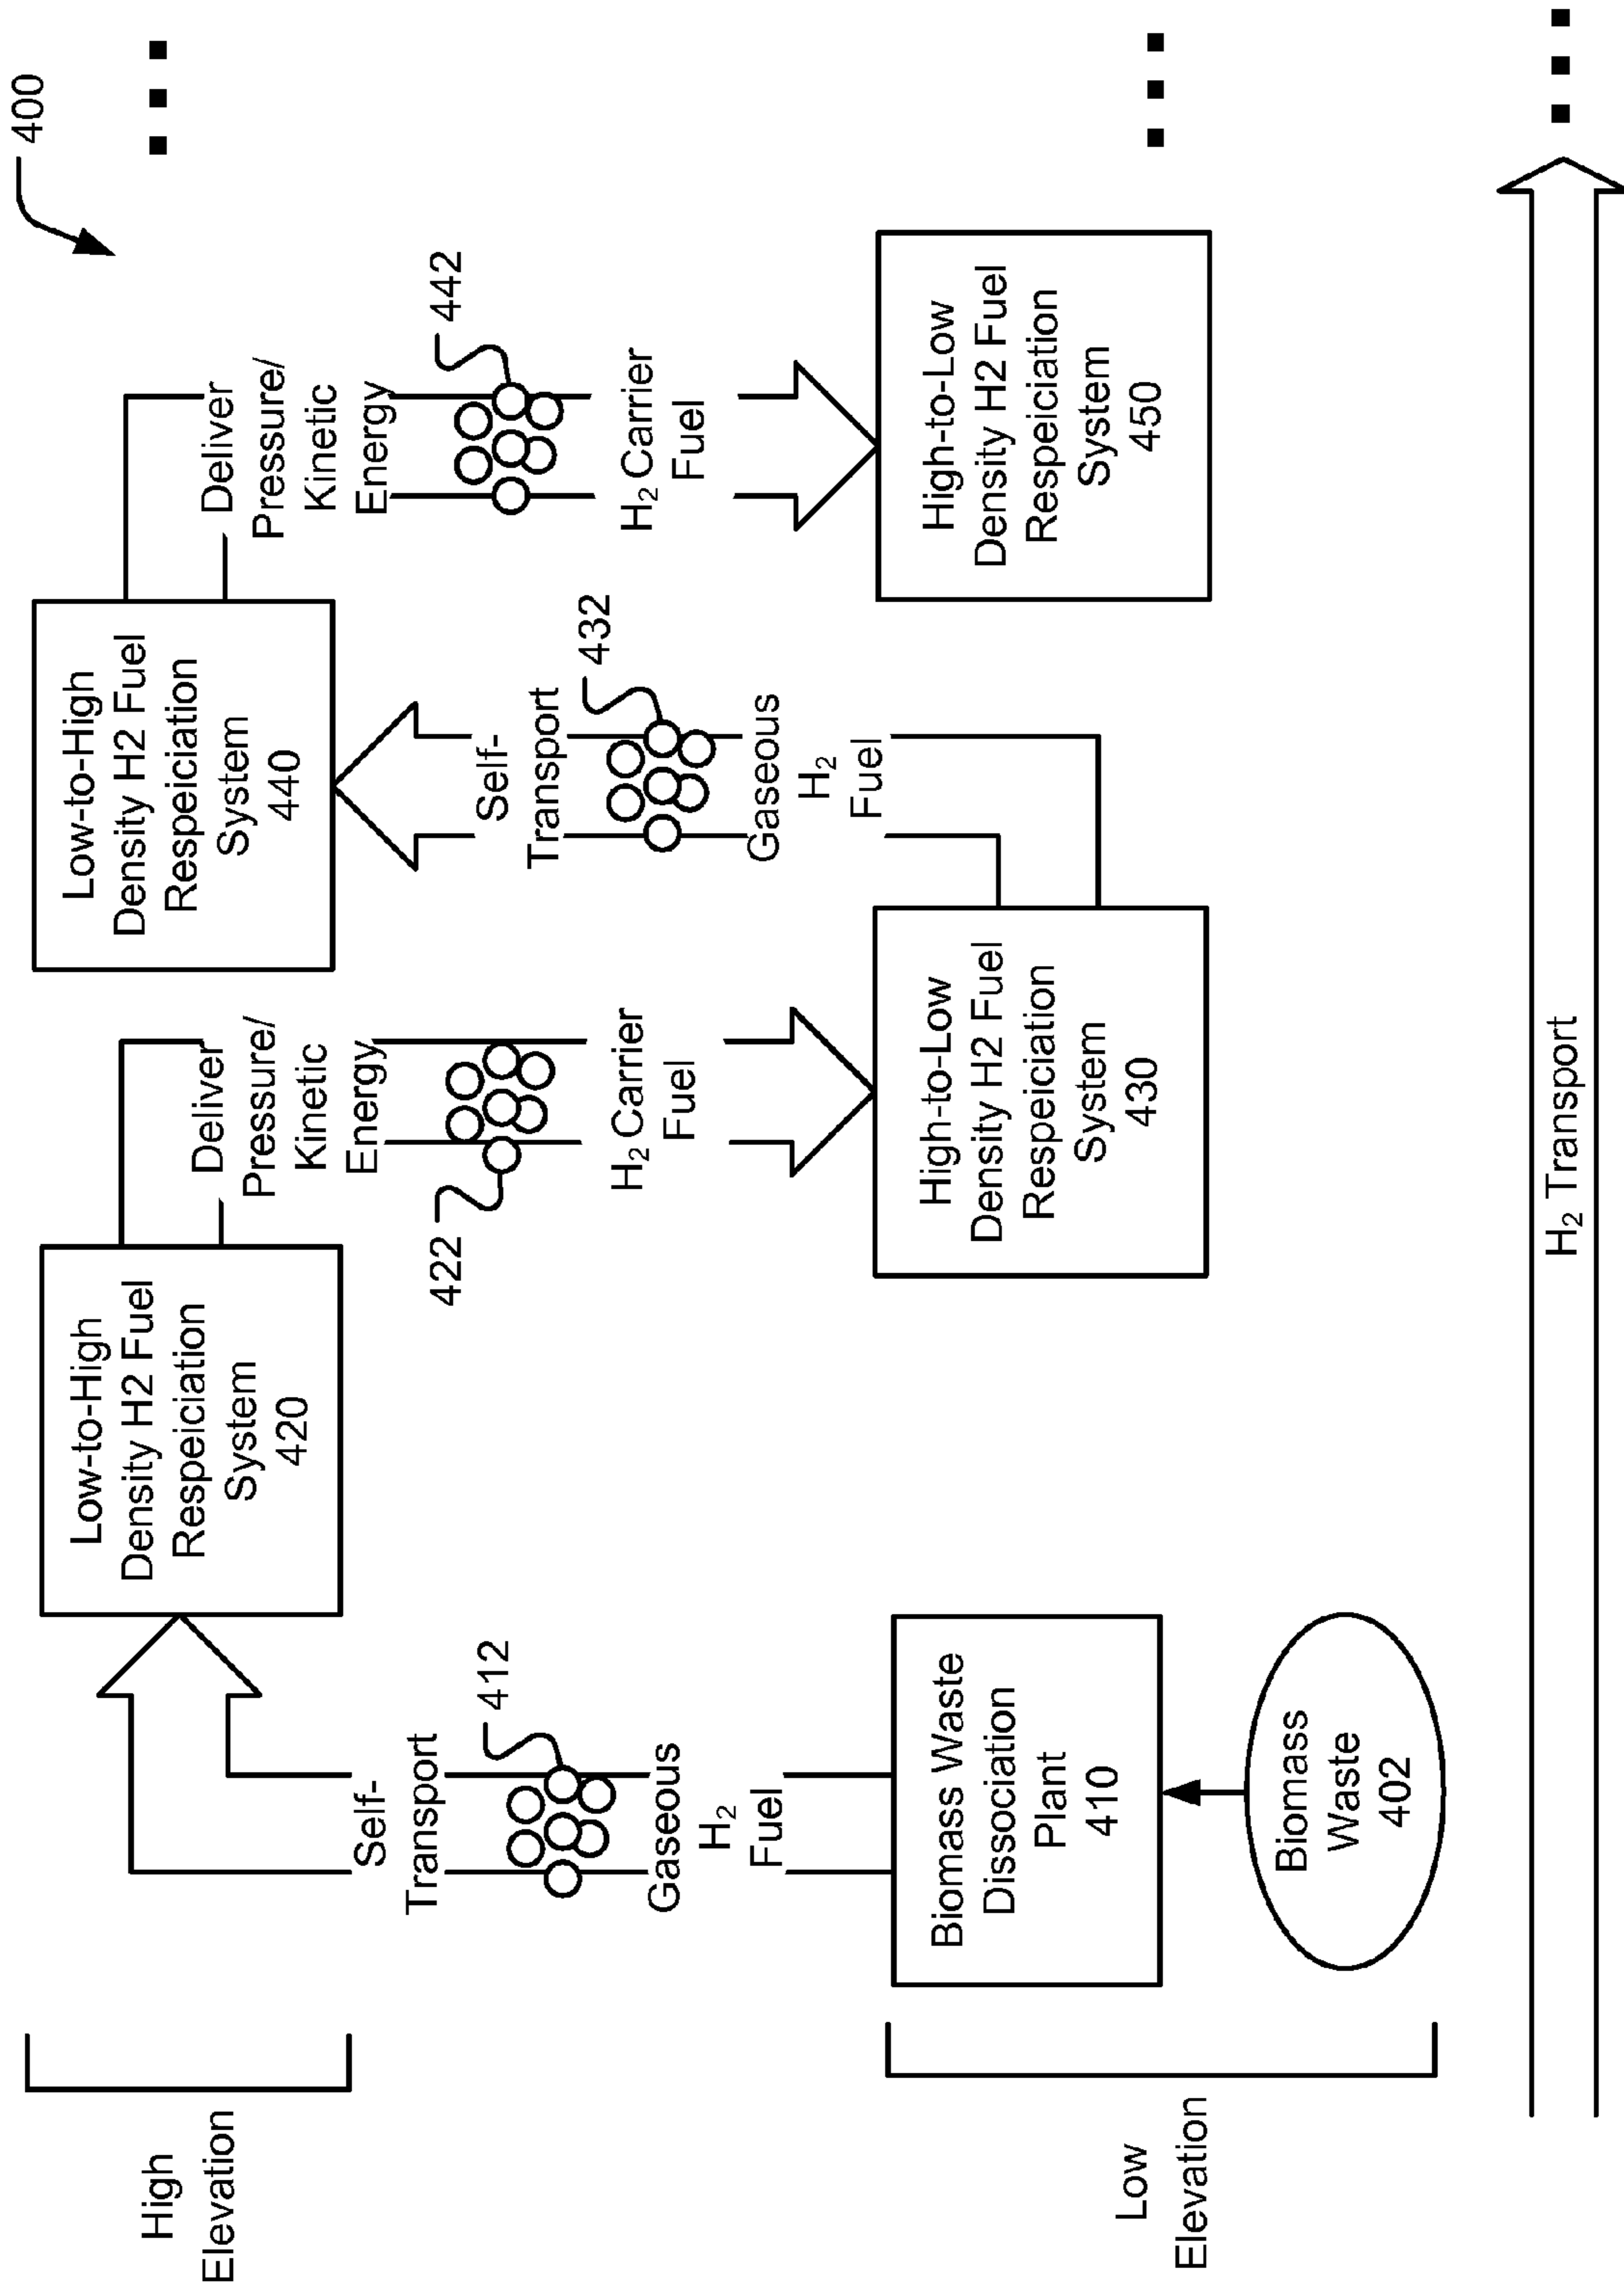 400
High
Elevation
Low-to-High
Density H2 Fuel
Respeiciation
System
420
Low-to-High
Density H2 Fuel
Respeiciation
System
440
Self-
Transport
412
Gaseous
H₂
Fuel
Deliver
Pressure/
Kinetic
Energy
422
H₂ Carrier
Fuel
Self-
Transport
432
Gaseous
H₂
Fuel
Deliver
Pressure/
Kinetic
Energy
442
H₂ Carrier
Fuel
Low
Elevation
Biomass Waste
Dissociation
Plant
410
Biomass
Waste
402
High-to-Low
Density H2 Fuel
Respeiciation
System
430
High-to-Low
Density H2 Fuel
Respeiciation
System
450
H₂ Transport